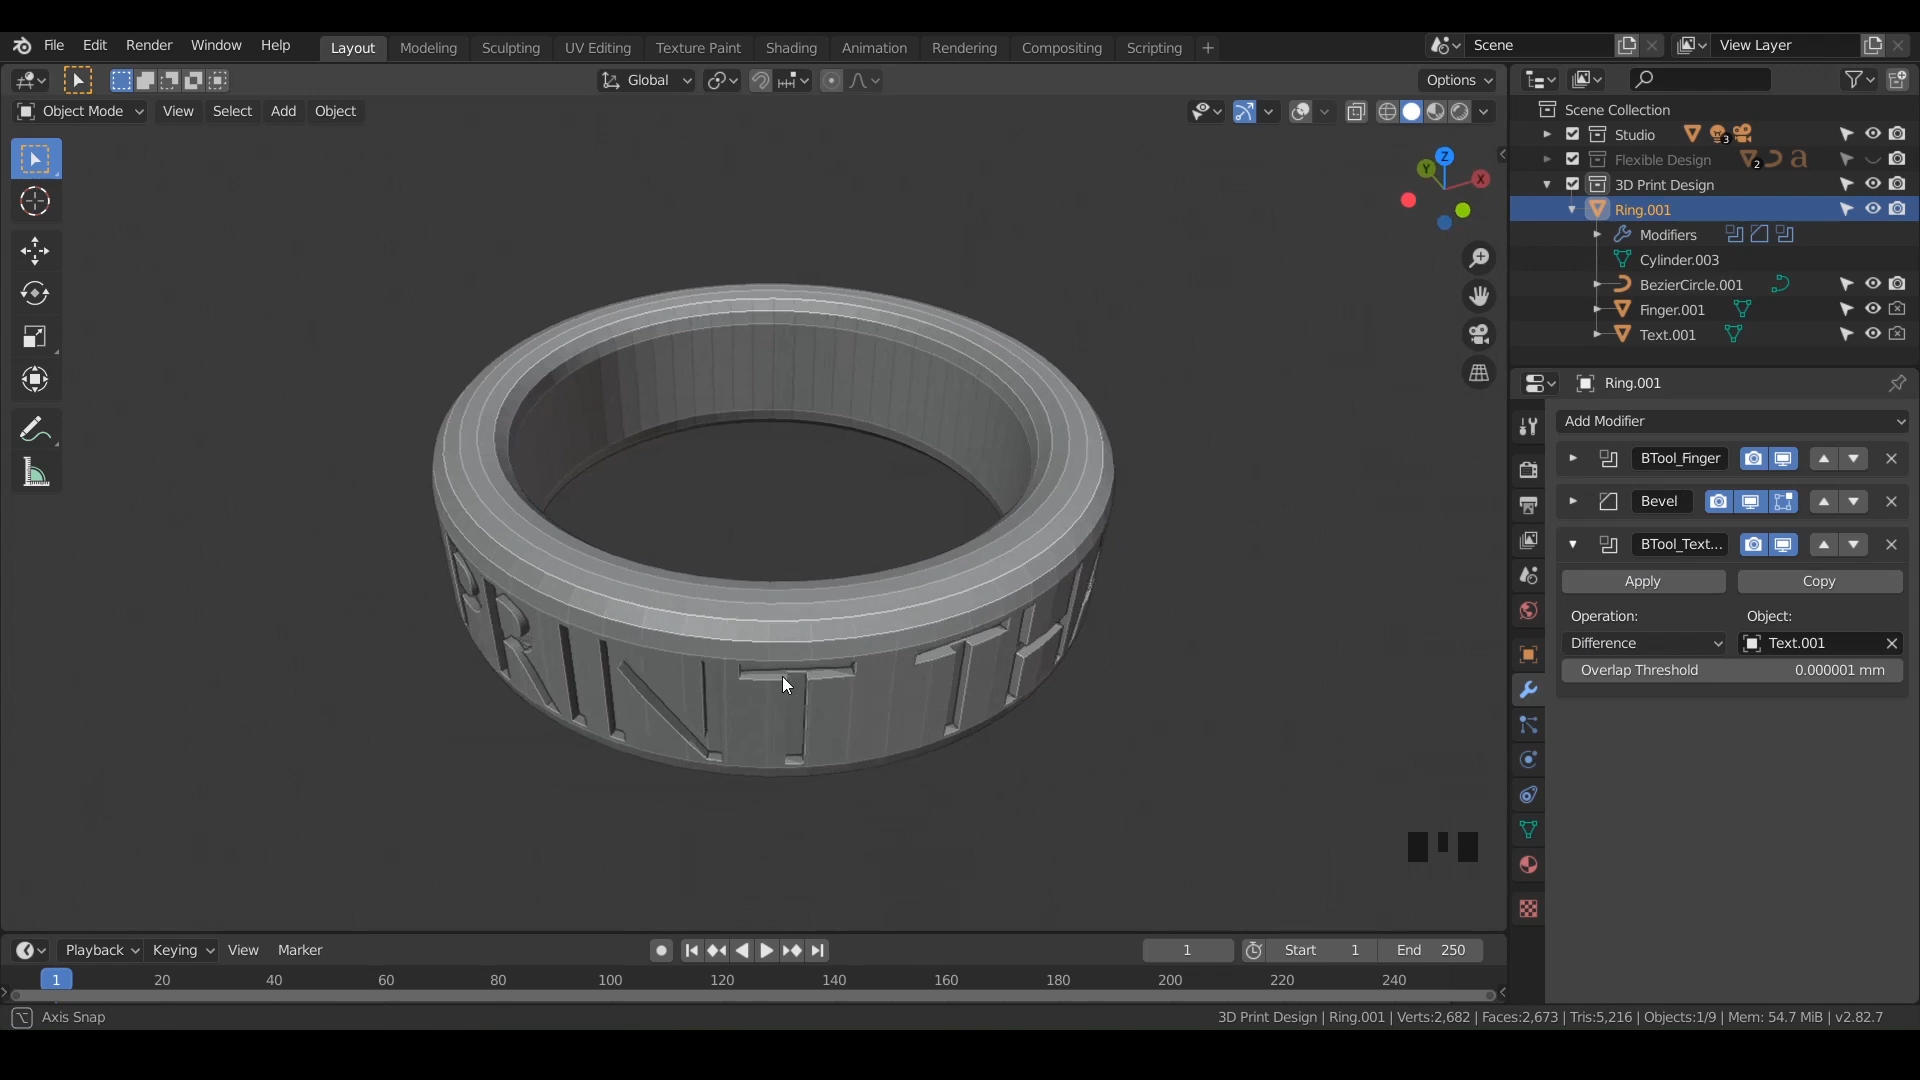 File Edit Render Window Help Layout Modeling Sculpting UV Editing Texture Paint Shading Animation Rendering Compositing Scripting + Scene View Layer
Global Options
Object Mode View Select Add Object
Scene Collection
Studio 3
Flexible Design 2 a
3D Print Design
Ring.001
Modifiers
Cylinder.003
BezierCircle.001
Finger.001
Text.001
Z
Y
X
Ring.001
Add Modifier
BTool_Finger
Bevel
BTool_Text...
Apply Copy
Operation: Object:
Difference Text.001
Overlap Threshold 0.000001 mm
PRINT TH
Playback Keying View Marker 1 Start 1 End 250
1 20 40 60 80 100 120 140 160 180 200 220 240
Axis Snap 3D Print Design | Ring.001 | Verts:2,682 | Faces:2,673 | Tris:5,216 | Objects:1/9 | Mem: 54.7 MiB | v2.82.7